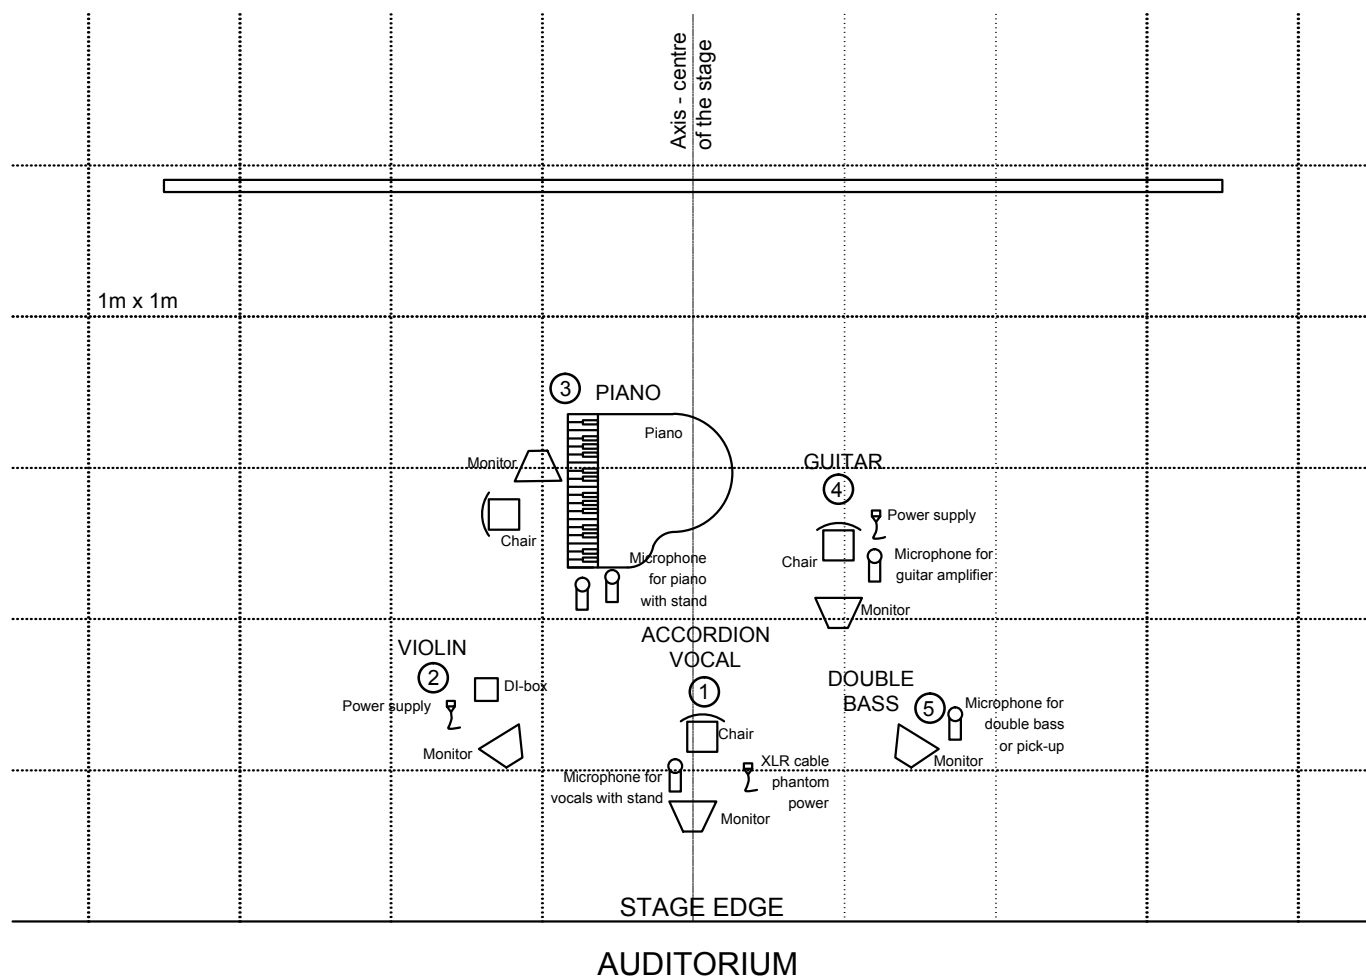 Axis - centre
of the stage
1m x 1m
3
PIANO
Piano
Monitor
Chair
Microphone
for piano
with stand
GUITAR
4
Power supply
Chair
Microphone for
guitar amplifier
Monitor
VIOLIN
2
DI-box
Power supply
Monitor
ACCORDION
VOCAL
1
Chair
Microphone for
vocals with stand
XLR cable
phantom
power
Monitor
DOUBLE
BASS
5
Microphone for
double bass
or pick-up
Monitor
STAGE EDGE
AUDITORIUM